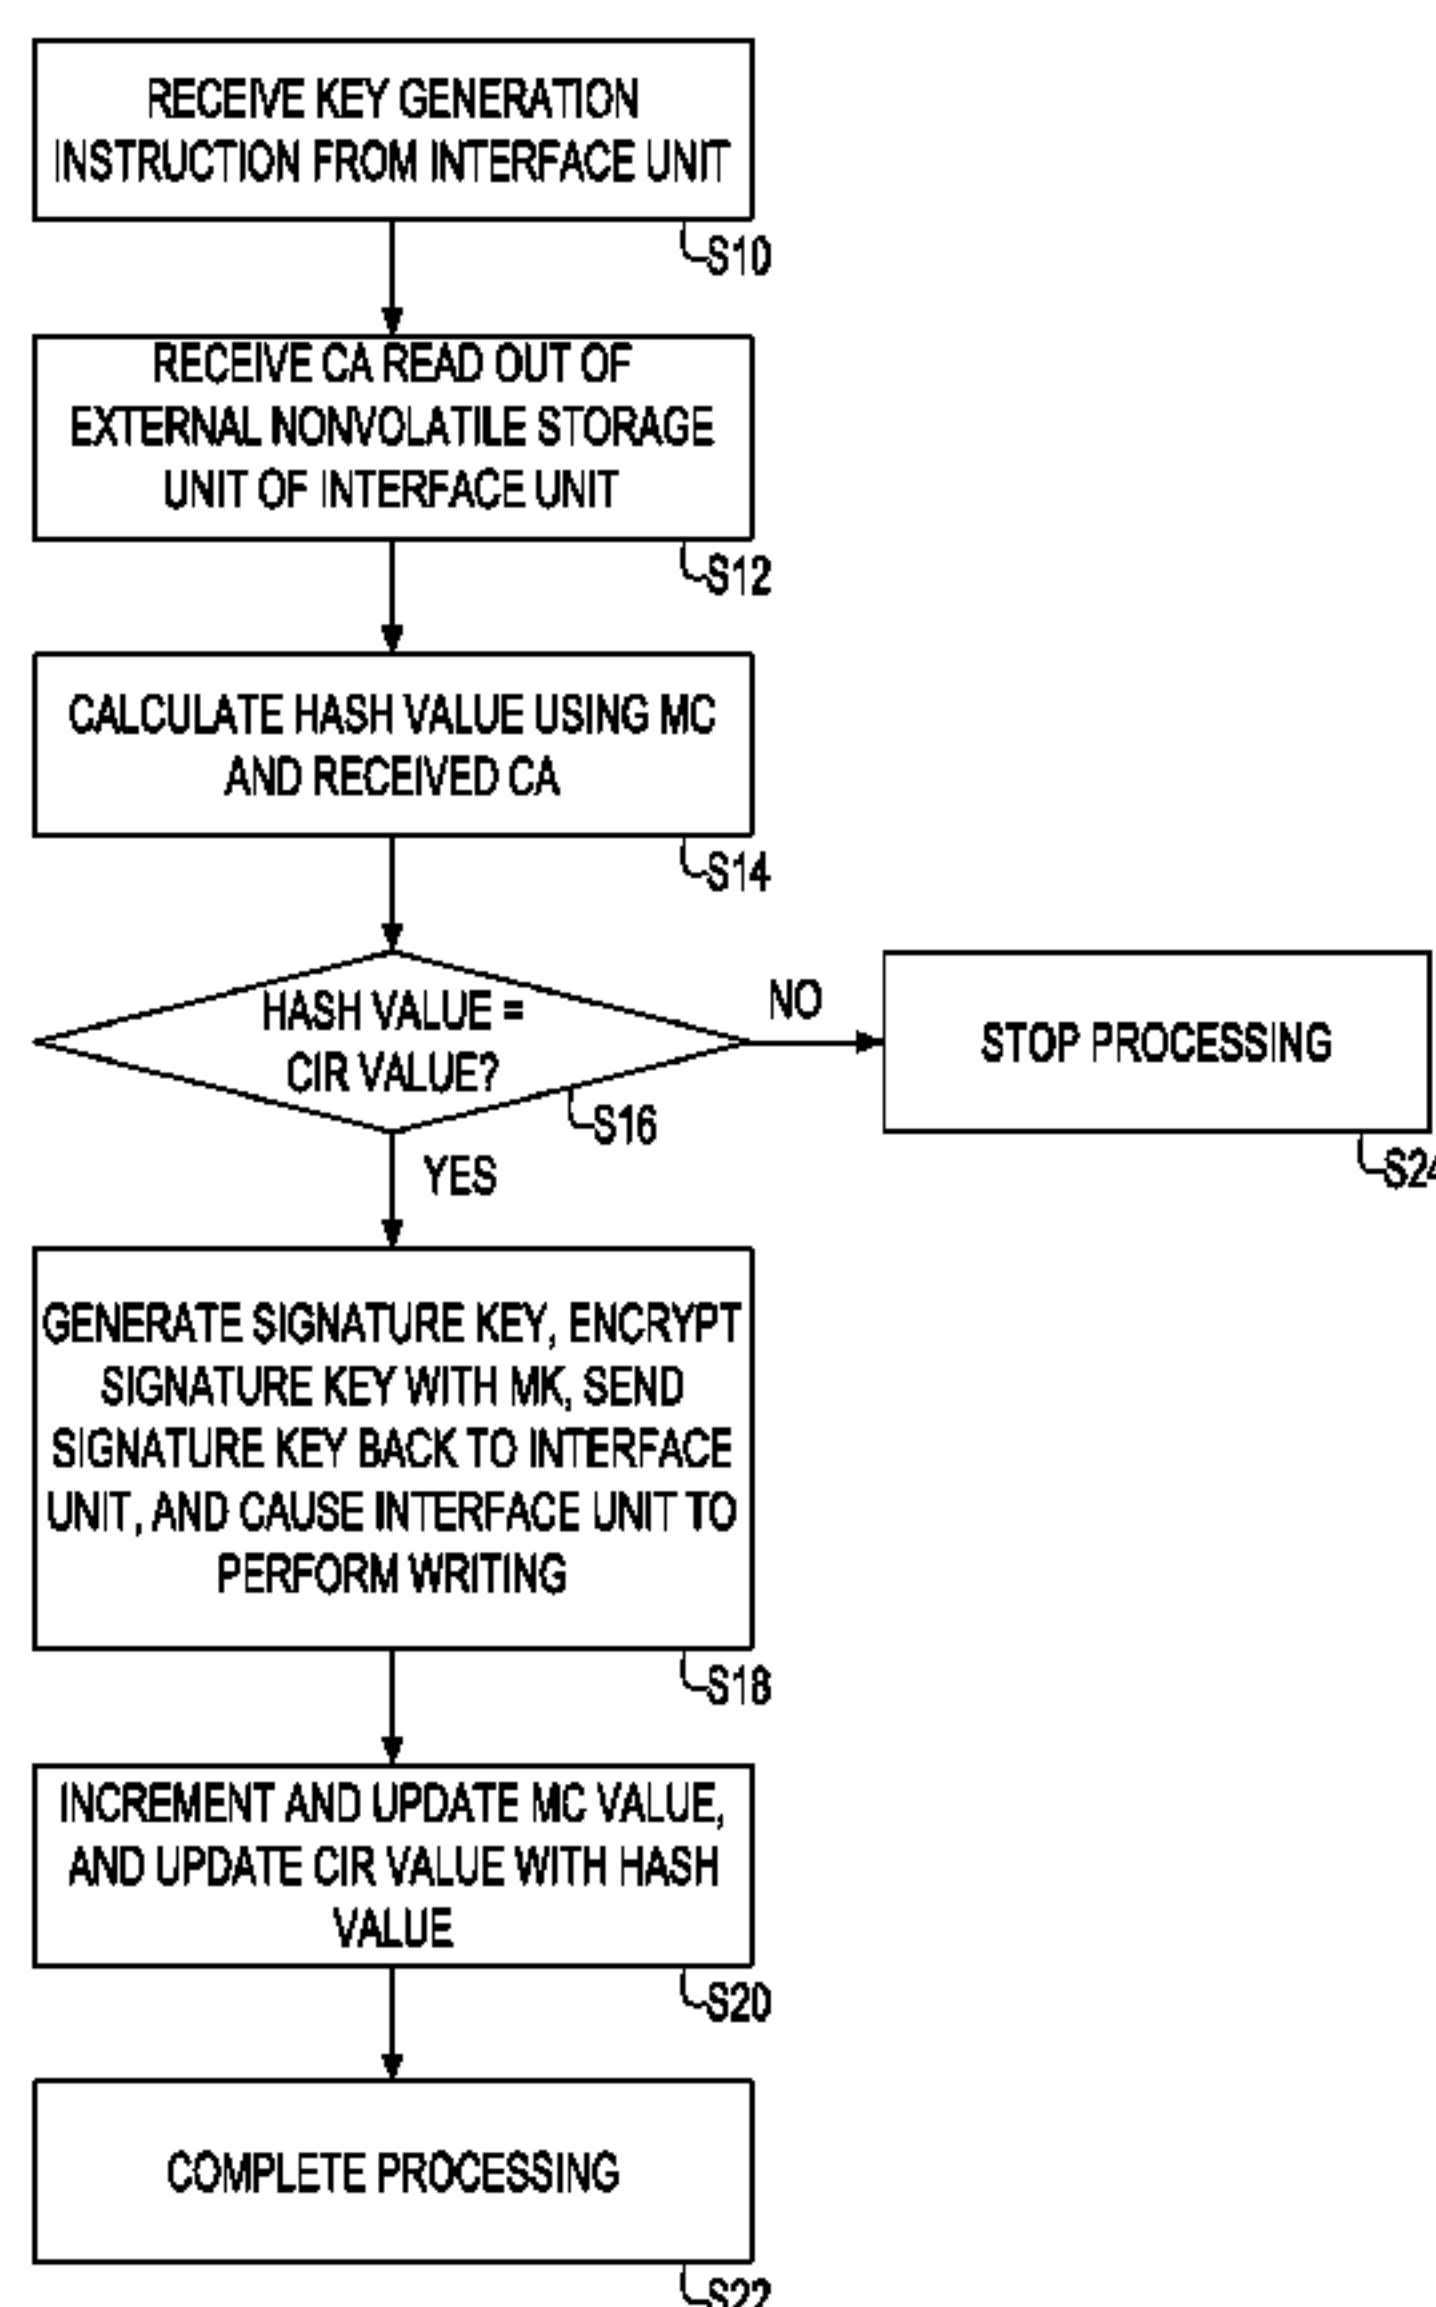 RECEIVE KEY GENERATION
INSTRUCTION FROM INTERFACE UNIT
S10
RECEIVE CA READ OUT OF
EXTERNAL NONVOLATILE STORAGE
UNIT OF INTERFACE UNIT
S12
CALCULATE HASH VALUE USING MC
AND RECEIVED CA
S14
HASH VALUE =
CIR VALUE?
S16
NO
STOP PROCESSING
S24
YES
GENERATE SIGNATURE KEY, ENCRYPT
SIGNATURE KEY WITH MK, SEND
SIGNATURE KEY BACK TO INTERFACE
UNIT, AND CAUSE INTERFACE UNIT TO
PERFORM WRITING
S18
INCREMENT AND UPDATE MC VALUE,
AND UPDATE CIR VALUE WITH HASH
VALUE
S20
COMPLETE PROCESSING
S22